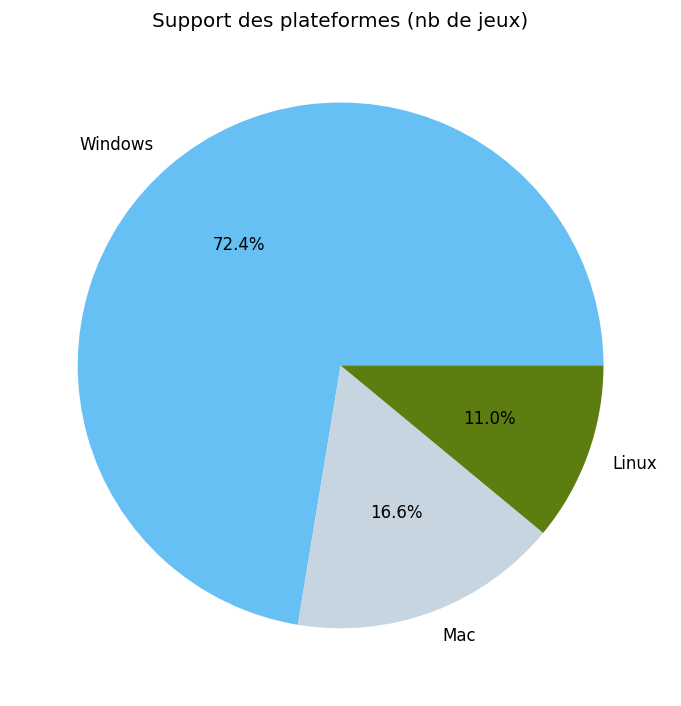 Support des plateformes (nb de jeux)
Windows
72.4%
11.0%
Linux
16.6%
Mac